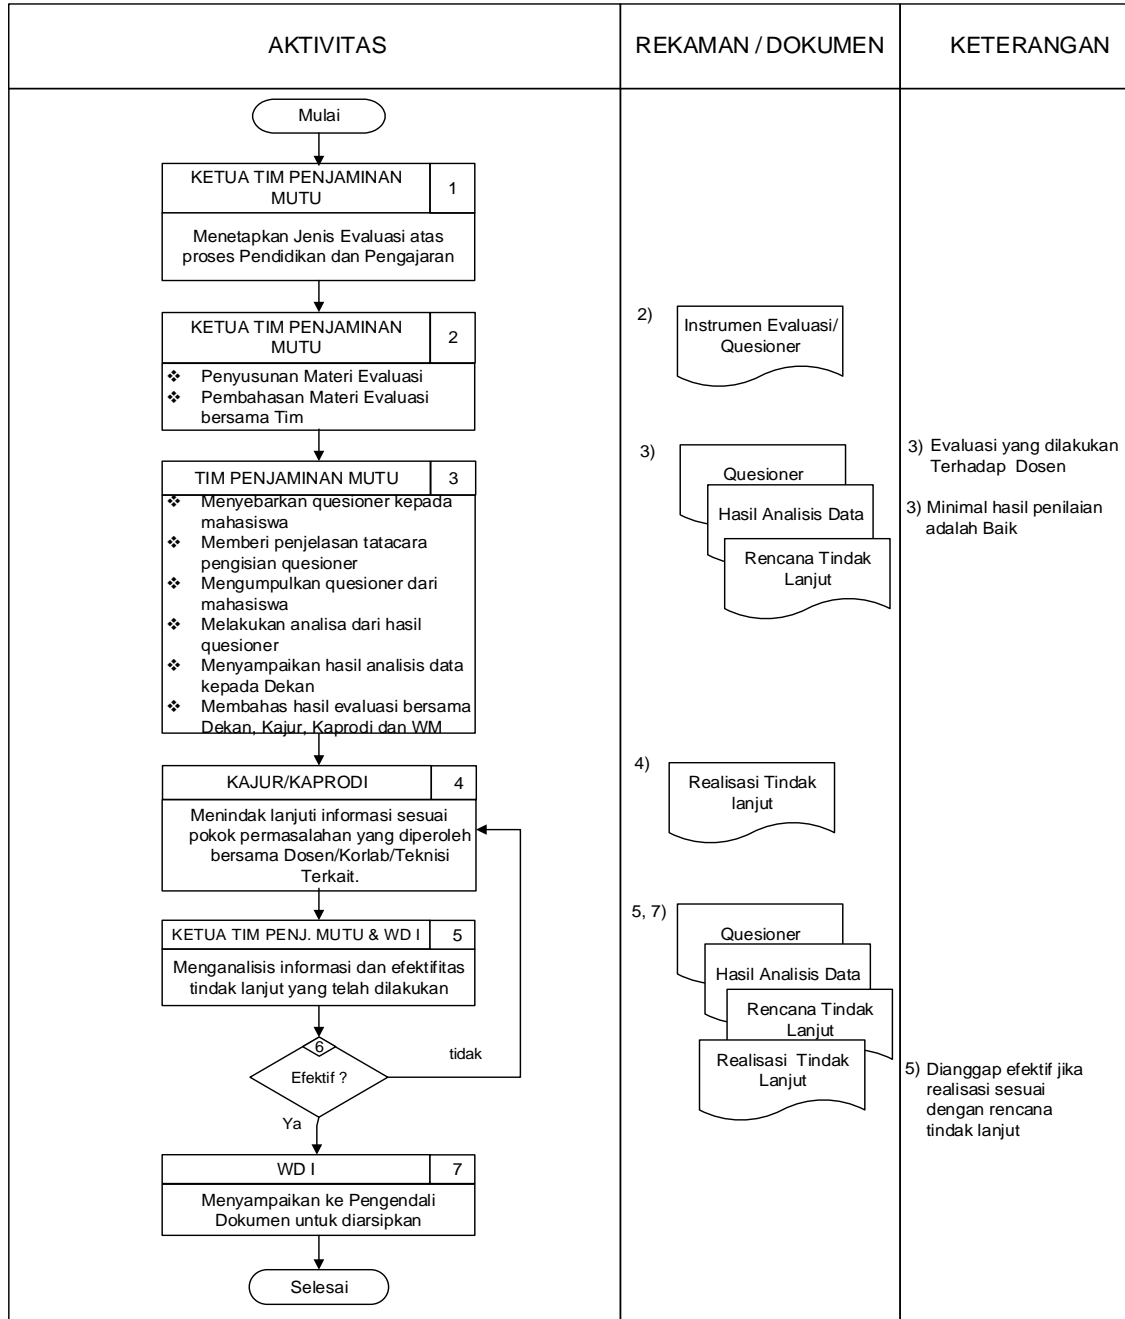 AKTIVITAS
REKAMAN / DOKUMEN
KETERANGAN
Mulai
KETUA TIM PENJAMINAN
MUTU
1
Menetapkan Jenis Evaluasi atas
proses Pendidikan dan Pengajaran
KETUA TIM PENJAMINAN
MUTU
2
❖ Penyusunan Materi Evaluasi
❖ Pembahasan Materi Evaluasi
bersama Tim
TIM PENJAMINAN MUTU
3
❖ Menyebarkan quesioner kepada
mahasiswa
❖ Memberi penjelasan tatacara
pengisian quesioner
❖ Mengumpulkan quesioner dari
mahasiswa
❖ Melakukan analisa dari hasil
quesioner
❖ Menyampaikan hasil analisis data
kepada Dekan
❖ Membahas hasil evaluasi bersama
Dekan, Kajur, Kaprodi dan WM
KAJUR/KAPRODI
4
Menindak lanjuti informasi sesuai
pokok permasalahan yang diperoleh
bersama Dosen/Korlab/Teknisi
Terkait.
KETUA TIM PENJ. MUTU & WD I
5
Menganalisis informasi dan efektifitas
tindak lanjut yang telah dilakukan
6
Efektif ?
tidak
Ya
WD I
7
Menyampaikan ke Pengendali
Dokumen untuk diarsipkan
Selesai
2)
Instrumen Evaluasi/
Quesioner
3)
Quesioner
Hasil Analisis Data
Rencana Tindak
Lanjut
4)
Realisasi Tindak
lanjut
5, 7)
Quesioner
Hasil Analisis Data
Rencana Tindak
Lanjut
Realisasi Tindak
Lanjut
3) Evaluasi yang dilakukan
Terhadap Dosen
3) Minimal hasil penilaian
adalah Baik
5) Dianggap efektif jika
realisasi sesuai
dengan rencana
tindak lanjut